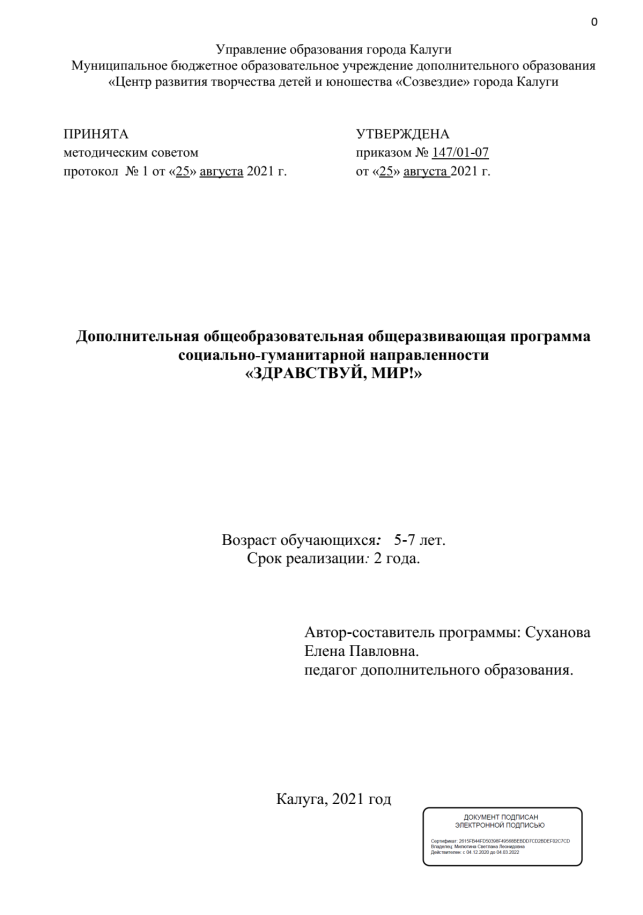 0
Управление образования города Калуги
Муниципальное бюджетное образовательное учреждение дополнительного образования
«Центр развития творчества детей и юношества «Созвездие» города Калуги
ПРИНЯТА
методическим советом
протокол № 1 от «25» августа 2021 г.
УТВЕРЖДЕНА
приказом № 147/01-07
от «25» августа 2021 г.
Дополнительная общеобразовательная общеразвивающая программа
социально-гуманитарной направленности
«ЗДРАВСТВУЙ, МИР!»
Возраст обучающихся: 5-7 лет.
Срок реализации: 2 года.
Автор-составитель программы: Суханова
Елена Павловна.
педагог дополнительного образования.
Калуга, 2021 год
ДОКУМЕНТ ПОДПИСАН
ЭЛЕКТРОННОЙ ПОДПИСЬЮ
Сертификат:
Владелец: Милютина Светлана Леонидовна
Действителен: с 04.12.2020 до 04.03.2022